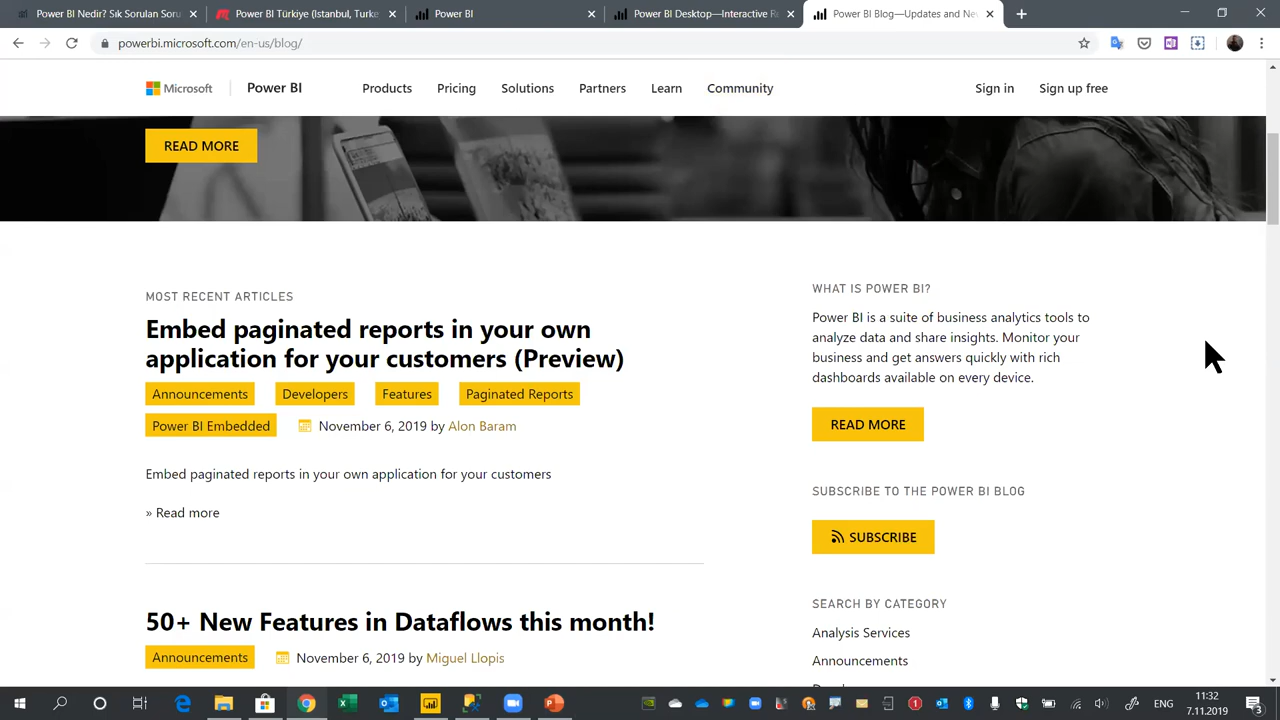 Power BI Nedir? Sık Sorulan Soru
Power BI Türkiye (Istanbul, Turke
Power BI
Power BI Desktop—Interactive R
Power BI Blog—Updates and Ne
powerbi.microsoft.com/en-us/blog/
Microsoft
Power BI
Products
Pricing
Solutions
Partners
Learn
Community
Sign in
Sign up free
READ MORE
MOST RECENT ARTICLES
Embed paginated reports in your own
application for your customers (Preview)
Announcements
Developers
Features
Paginated Reports
Power BI Embedded
November 6, 2019 by Alon Baram
Embed paginated reports in your own application for your customers
» Read more
50+ New Features in Dataflows this month!
Announcements
November 6, 2019 by Miguel Llopis
WHAT IS POWER BI?
Power BI is a suite of business analytics tools to
analyze data and share insights. Monitor your
business and get answers quickly with rich
dashboards available on every device.
READ MORE
SUBSCRIBE TO THE POWER BI BLOG
SUBSCRIBE
SEARCH BY CATEGORY
Analysis Services
Announcements
ENG
11:32
7.11.2019
3